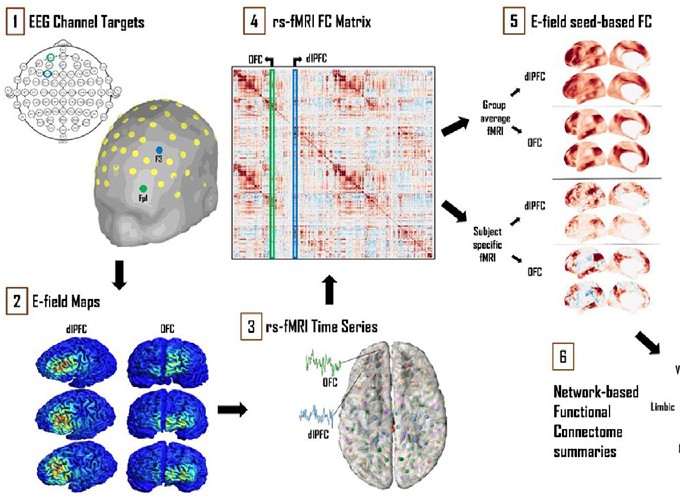 1 EEG Channel Targets
F3
Fp1
2 E-field Maps
dlPFC OFC
3 rs-fMRI Time Series
OFC
dlPFC
4 rs-fMRI FC Matrix
OFC dlPFC
Group
average
fMRI
Subject
specific
fMRI
5 E-field seed-based FC
dlPFC
OFC
dlPFC
OFC
6
Network-based
Functional
Connectome
summaries
Limbic